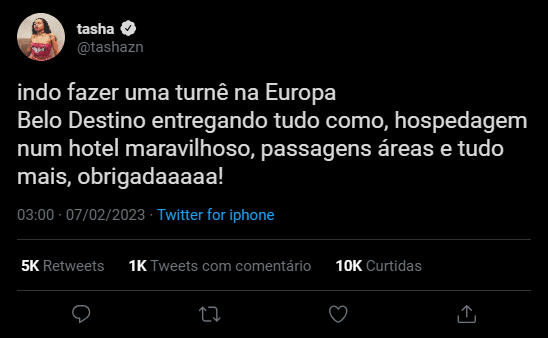 tasha
@tashazn
indo fazer uma turnê na Europa
Belo Destino entregando tudo como, hospedagem
num hotel maravilhoso, passagens áreas e tudo
mais, obrigadaaaaa!
03:00 · 07/02/2023 · Twitter for iphone
5K Retweets 1K Tweets com comentário 10K Curtidas